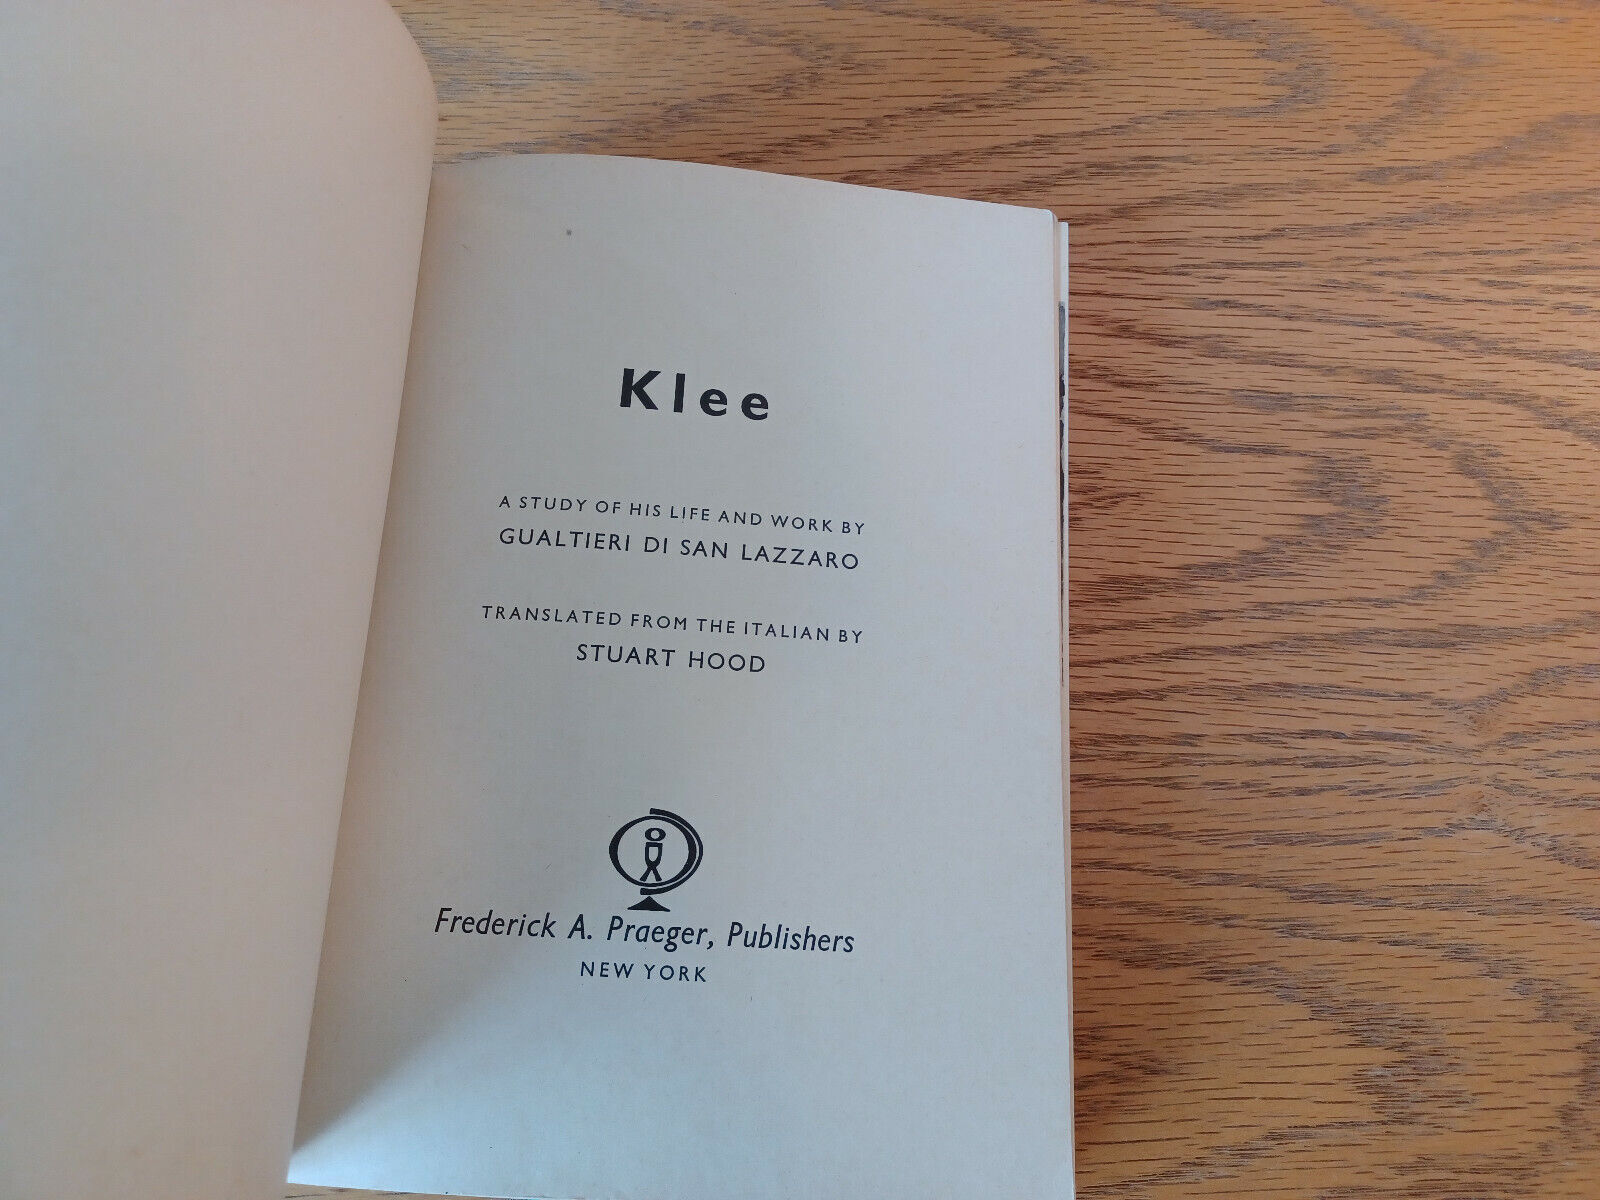 Klee
A STUDY OF HIS LIFE AND WORK BY
GUALTIERI DI SAN LAZZARO
TRANSLATED FROM THE ITALIAN BY
STUART HOOD
Frederick A. Praeger, Publishers
NEW YORK